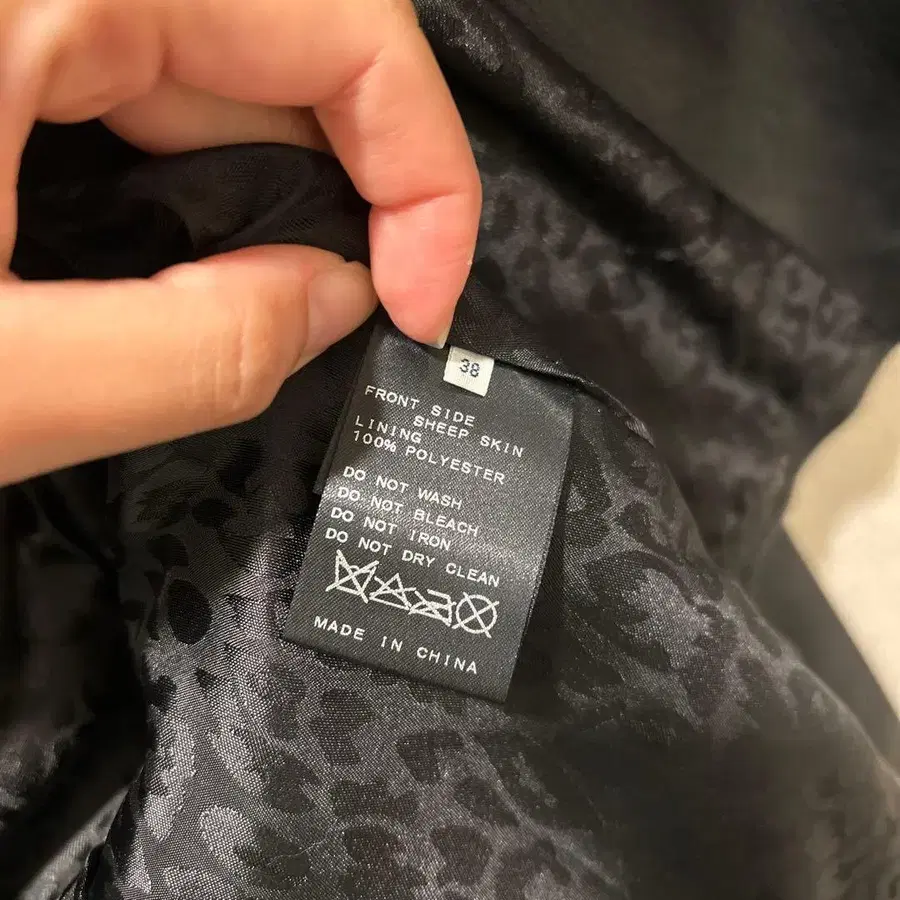 38
FRONT SIDE
SHEEP SKIN
LINING
100% POLYESTER
DO NOT WASH
DO NOT BLEACH
DO NOT IRON
DO NOT DRY CLEAN
MADE IN CHINA